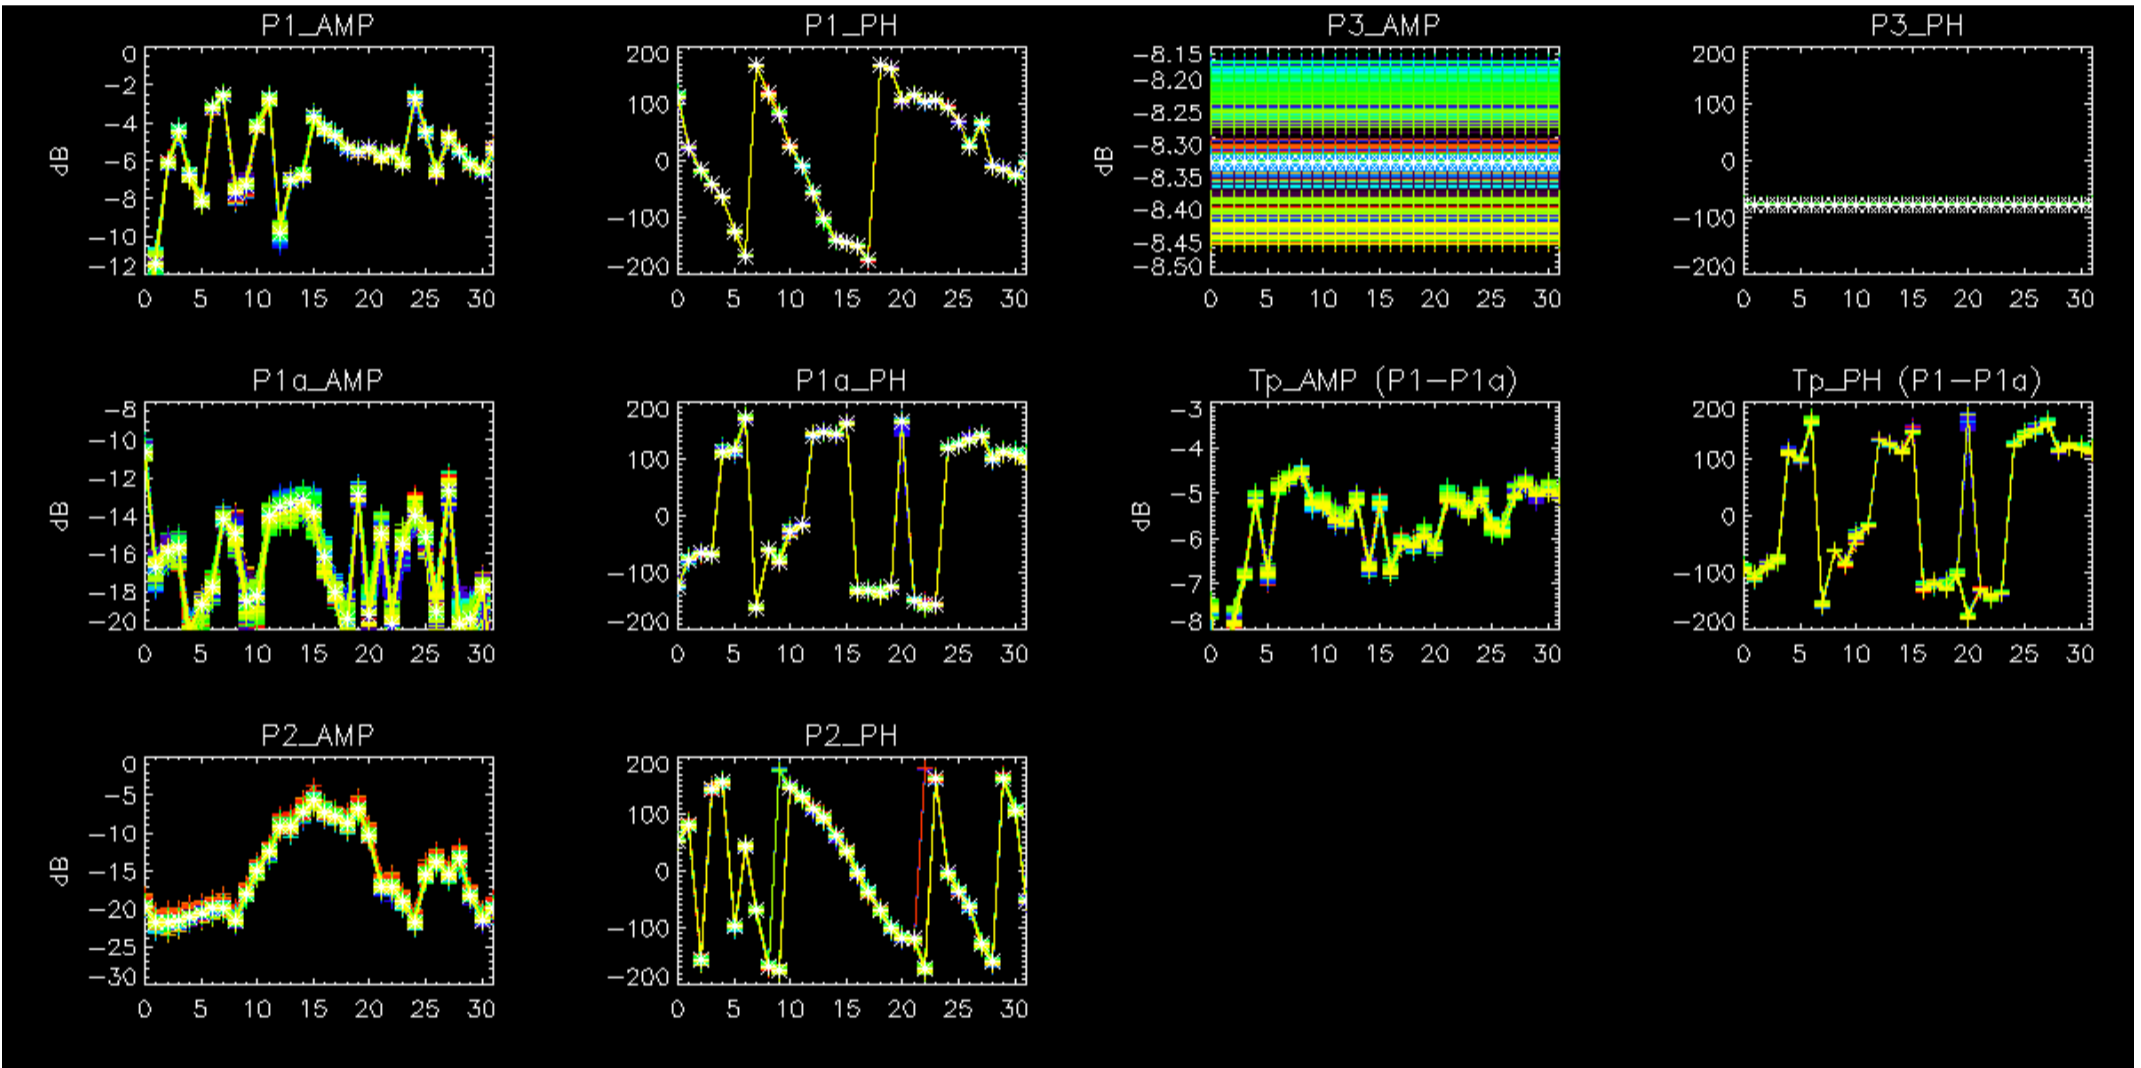 P1_AMP P1_PH P3_AMP P3_PH
0 200 -8.15 200
-2 100 -8.20 100
-4 0 -8.25 0
-6 -100 -8.30 -100
-8 -200 -8.35 -200
-10 -8.40
-12 -8.45
-8.50
dB dB
0 5 10 15 20 25 30 0 5 10 15 20 25 30 0 5 10 15 20 25 30 0 5 10 15 20 25 30
P1a_AMP P1a_PH Tp_AMP (P1-P1a) Tp_PH (P1-P1a)
-8 200 -3 200
-10 100 -4 100
-12 0 -5 0
-14 -100 -6 -100
-16 -200 -7 -200
-18 -8
-20
dB dB
0 5 10 15 20 25 30 0 5 10 15 20 25 30 0 5 10 15 20 25 30 0 5 10 15 20 25 30
P2_AMP P2_PH
0 200
-5 100
-10 0
-15 -100
-20 -200
-25
-30
dB
0 5 10 15 20 25 30 0 5 10 15 20 25 30